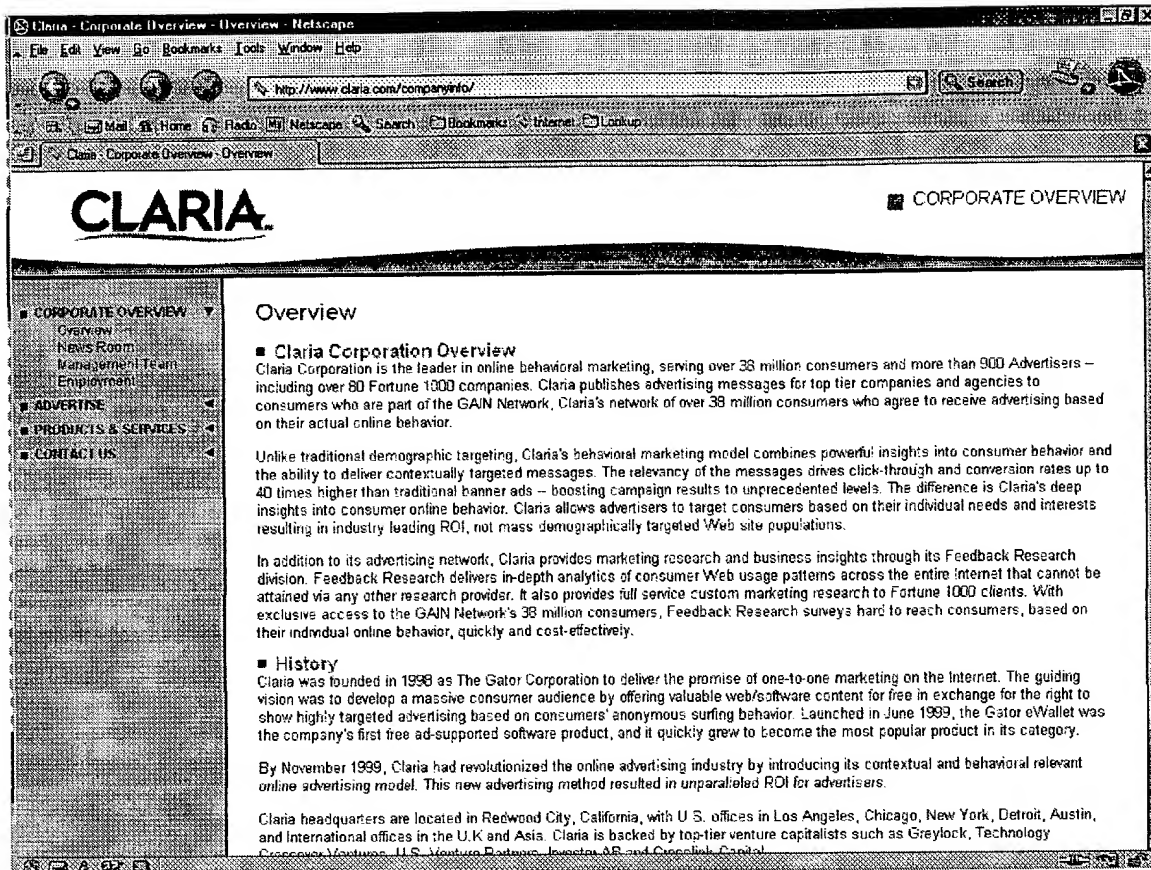 Claria - Corporate Overview - Overview - Netscape
File Edit View Go Bookmarks Tools Window Help
http://www.claria.com/companyinfo/ Search
Mail Home Radio My Netscape Search Bookmarks Internet Lookup
Claria - Corporate Overview - Overview
CLARIA
CORPORATE OVERVIEW
CORPORATE OVERVIEW
Overview
News Room
Management Team
Employment
ADVERTISE
PRODUCTS & SERVICES
CONTACT US
Overview
Claria Corporation Overview
Claria Corporation is the leader in online behavioral marketing, serving over 38 million consumers and more than 900 Advertisers –
including over 80 Fortune 1000 companies. Claria publishes advertising messages for top tier companies and agencies to
consumers who are part of the GAIN Network, Claria's network of over 38 million consumers who agree to receive advertising based
on their actual online behavior.
Unlike traditional demographic targeting, Claria's behavioral marketing model combines powerful insights into consumer behavior and
the ability to deliver contextually targeted messages. The relevancy of the messages drives click-through and conversion rates up to
40 times higher than traditional banner ads – boosting campaign results to unprecedented levels. The difference is Claria's deep
insights into consumer online behavior. Claria allows advertisers to target consumers based on their individual needs and interests
resulting in industry leading ROI, not mass demographically targeted Web site populations.
In addition to its advertising network, Claria provides marketing research and business insights through its Feedback Research
division. Feedback Research delivers in-depth analytics of consumer Web usage patterns across the entire Internet that cannot be
attained via any other research provider. It also provides full service custom marketing research to Fortune 1000 clients. With
exclusive access to the GAIN Network's 38 million consumers, Feedback Research surveys hard to reach consumers, based on
their individual online behavior, quickly and cost-effectively.
History
Claria was founded in 1998 as The Gator Corporation to deliver the promise of one-to-one marketing on the Internet. The guiding
vision was to develop a massive consumer audience by offering valuable web/software content for free in exchange for the right to
show highly targeted advertising based on consumers' anonymous surfing behavior. Launched in June 1999, the Gator eWallet was
the company's first free ad-supported software product, and it quickly grew to become the most popular product in its category.
By November 1999, Claria had revolutionized the online advertising industry by introducing its contextual and behavioral relevant
online advertising model. This new advertising method resulted in unparalleled ROI for advertisers.
Claria headquarters are located in Redwood City, California, with U.S. offices in Los Angeles, Chicago, New York, Detroit, Austin,
and International offices in the U.K and Asia. Claria is backed by top-tier venture capitalists such as Greylock, Technology
Crossover Ventures, U.S. Venture Partners, Investor AB and Crosslink Capital